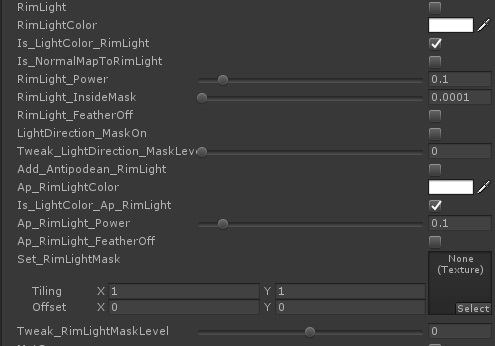 RimLight
RimLightColor
Is_LightColor_RimLight
Is_NormalMapToRimLight
RimLight_Power 0.1
RimLight_InsideMask 0.0001
RimLight_FeatherOff
LightDirection_MaskOn
Tweak_LightDirection_MaskLev 0
Add_Antipodean_RimLight
Ap_RimLightColor
Is_LightColor_Ap_RimLight
Ap_RimLight_Power 0.1
Ap_RimLight_FeatherOff
Set_RimLightMask None
(Texture)
Tiling X 1 Y 1
Offset X 0 Y 0
Select
Tweak_RimLightMaskLevel 0